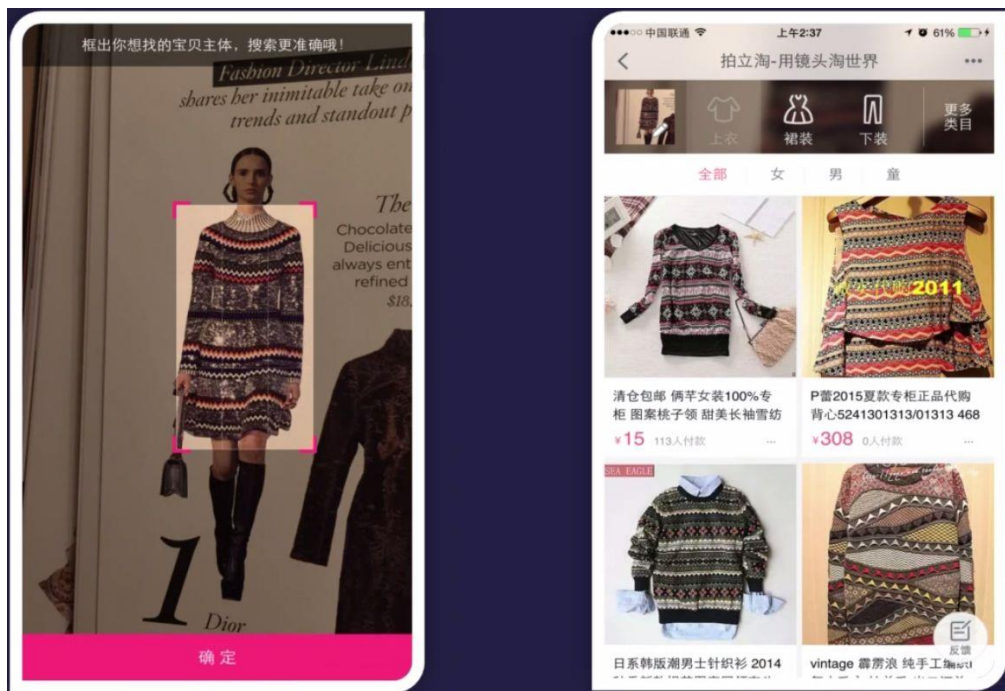 框出你想找的宝贝主体，搜索更准确哦！
Fashion Director Lind
shares her inimitable take on
trends and standout p
The
Chocolate
Delicious
always ent
refined
$18
1
Dior
确定
中国联通
上午2:37
61%
拍立淘-用镜头淘世界
上衣
裙装
下装
更多
类目
全部
女
男
童
2011
清仓包邮 俩芊女装100%专
柜 图案桃子领 甜美长袖雪纺
¥15 113人付款
P蕾2015夏款专柜正品代购
背心5241301313/01313 468
¥308 0人付款
SEA EAGLE
日系韩版潮男士针织衫 2014
vintage 霹雳浪 纯手工编织
反馈